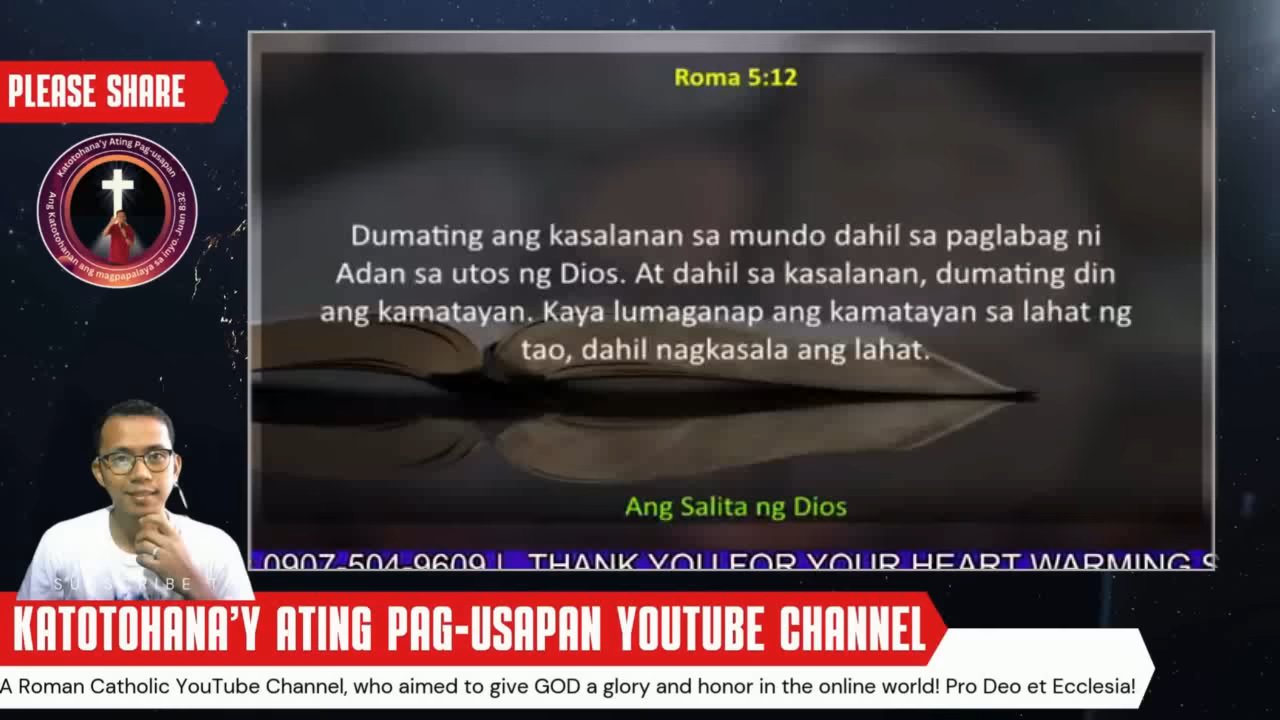 PLEASE SHARE
Katotohana'y Ating Pag-usapan
Ang Katotohanan ang magpapalaya sa inyo. Juan 8:32
Roma 5:12
Dumating ang kasalanan sa mundo dahil sa paglabag ni
Adan sa utos ng Dios. At dahil sa kasalanan, dumating din
ang kamatayan. Kaya lumaganap ang kamatayan sa lahat ng
tao, dahil nagkasala ang lahat.
Ang Salita ng Dios
0907-504-9609 | THANK YOU FOR YOUR HEART WARMING S
SUBSCRIBE T
KATOTOHANA'Y ATING PAG-USAPAN YOUTUBE CHANNEL
A Roman Catholic YouTube Channel, who aimed to give GOD a glory and honor in the online world! Pro Deo et Ecclesia!